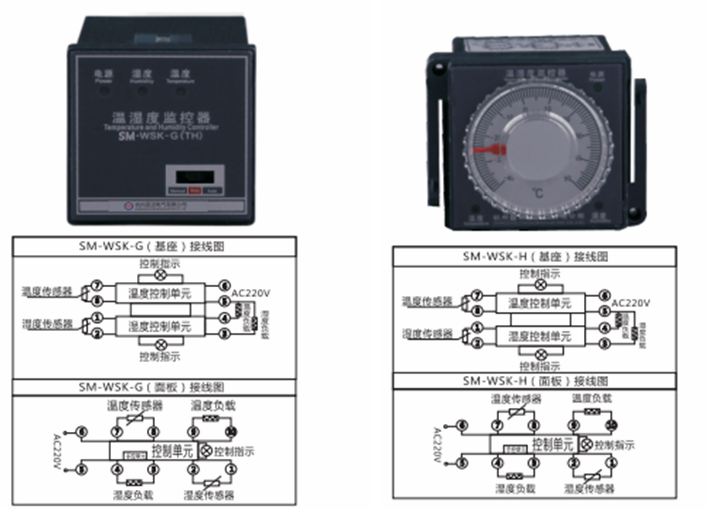 电源 湿度 温度
Power Humidity Temperature
温湿度监控器
Temperature and Humidity Controller
SM-WSK-G(TH)
SM-WSK-G(基座)接线图
控制指示
温度传感器 ⑦ ⑧ 温度控制单元 ⑥ ⑤ AC220V
湿度传感器 ① ② 湿度控制单元 ④ ③
控制指示
SM-WSK-G(面板)接线图
温度传感器 温度负载
⑥ ⑦ ⑧ ⑨ ⑩
AC220V 控制单元 控制指示
⑤ ④ ③ ② ①
湿度负载 湿度传感器
温湿度监控器
电源
Power
℃
SM-WSK-H(基座)接线图
控制指示
温度传感器 ⑦ ⑧ 温度控制单元 ⑥ ⑤ AC220V
湿度传感器 ① ② 湿度控制单元 ④ ③
控制指示
SM-WSK-H(面板)接线图
温度传感器 温度负载
⑥ ⑦ ⑧ ⑨ ⑩
AC220V 控制单元 控制指示
⑤ ④ ③ ② ①
湿度负载 湿度传感器